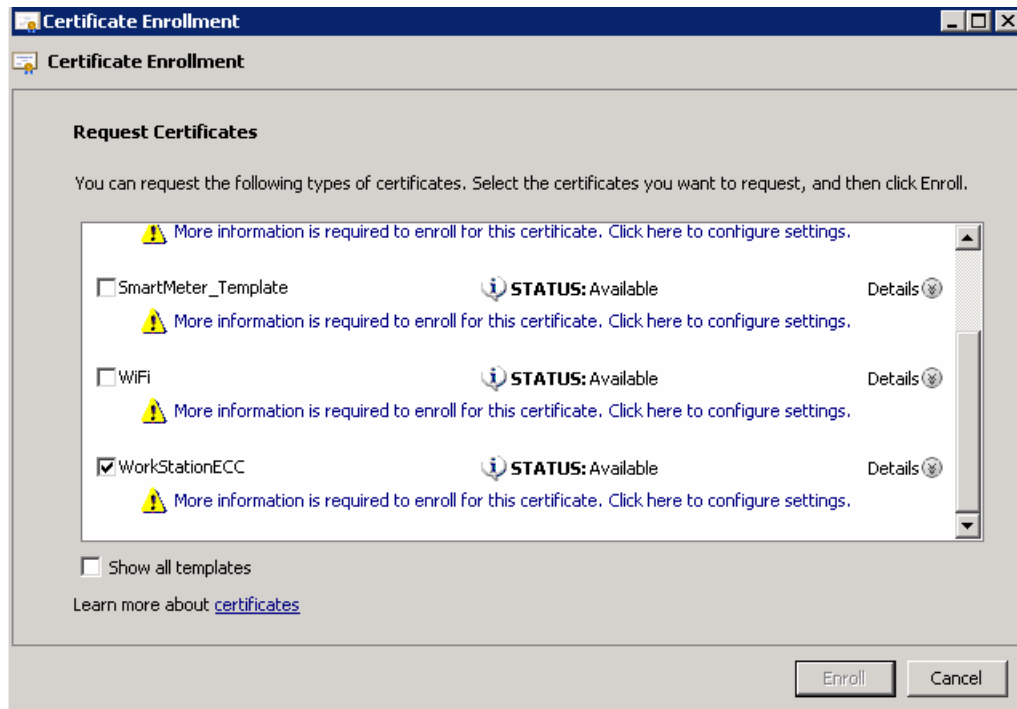 Certificate Enrollment
Certificate Enrollment
Request Certificates
You can request the following types of certificates. Select the certificates you want to request, and then click Enroll.
More information is required to enroll for this certificate. Click here to configure settings.
SmartMeter_Template STATUS: Available Details
More information is required to enroll for this certificate. Click here to configure settings.
WiFi STATUS: Available Details
More information is required to enroll for this certificate. Click here to configure settings.
WorkStationECC STATUS: Available Details
More information is required to enroll for this certificate. Click here to configure settings.
Show all templates
Learn more about certificates
Enroll Cancel